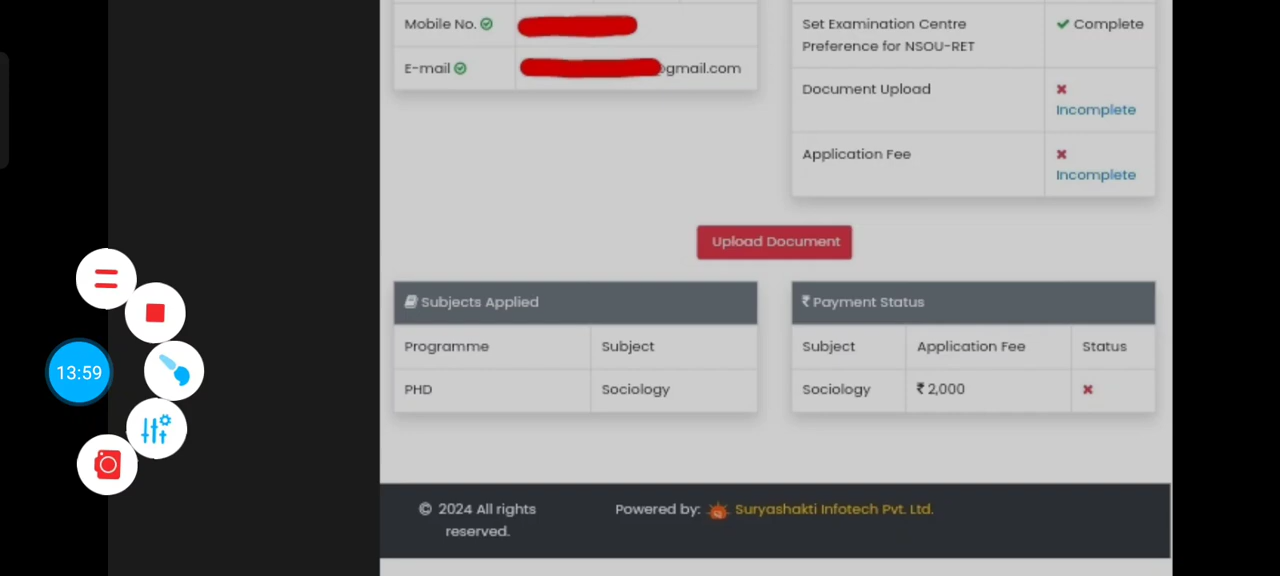 Mobile No.
E-mail
@gmail.com
Set Examination Centre
Preference for NSOU-RET
Complete
Document Upload
Incomplete
Application Fee
Incomplete
Upload Document
Subjects Applied
Programme Subject
PHD Sociology
₹ Payment Status
Subject Application Fee Status
Sociology ₹ 2,000
13:59
© 2024 All rights
reserved.
Powered by: Suryashakti Infotech Pvt. Ltd.